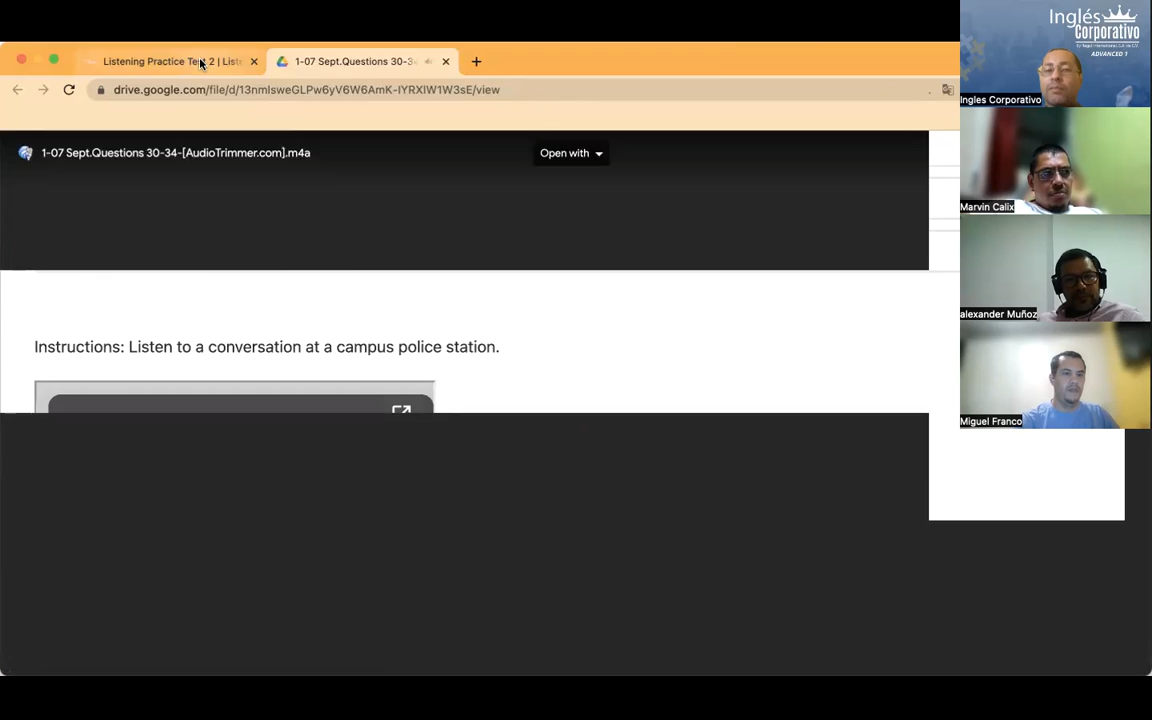 Listening Practice Test 2 | List
1-07 Sept.Questions 30-3
drive.google.com/file/d/13nmIsweGLPw6yV6W6AmK-IYRXIW1W3sE/view
1-07 Sept.Questions 30-34-[AudioTrimmer.com].m4a
Open with
Instructions: Listen to a conversation at a campus police station.
Inglés
Corporativo
ADVANCED 1
Ingles Corporativo
Marvin Calix
alexander Muñoz
Miguel Franco